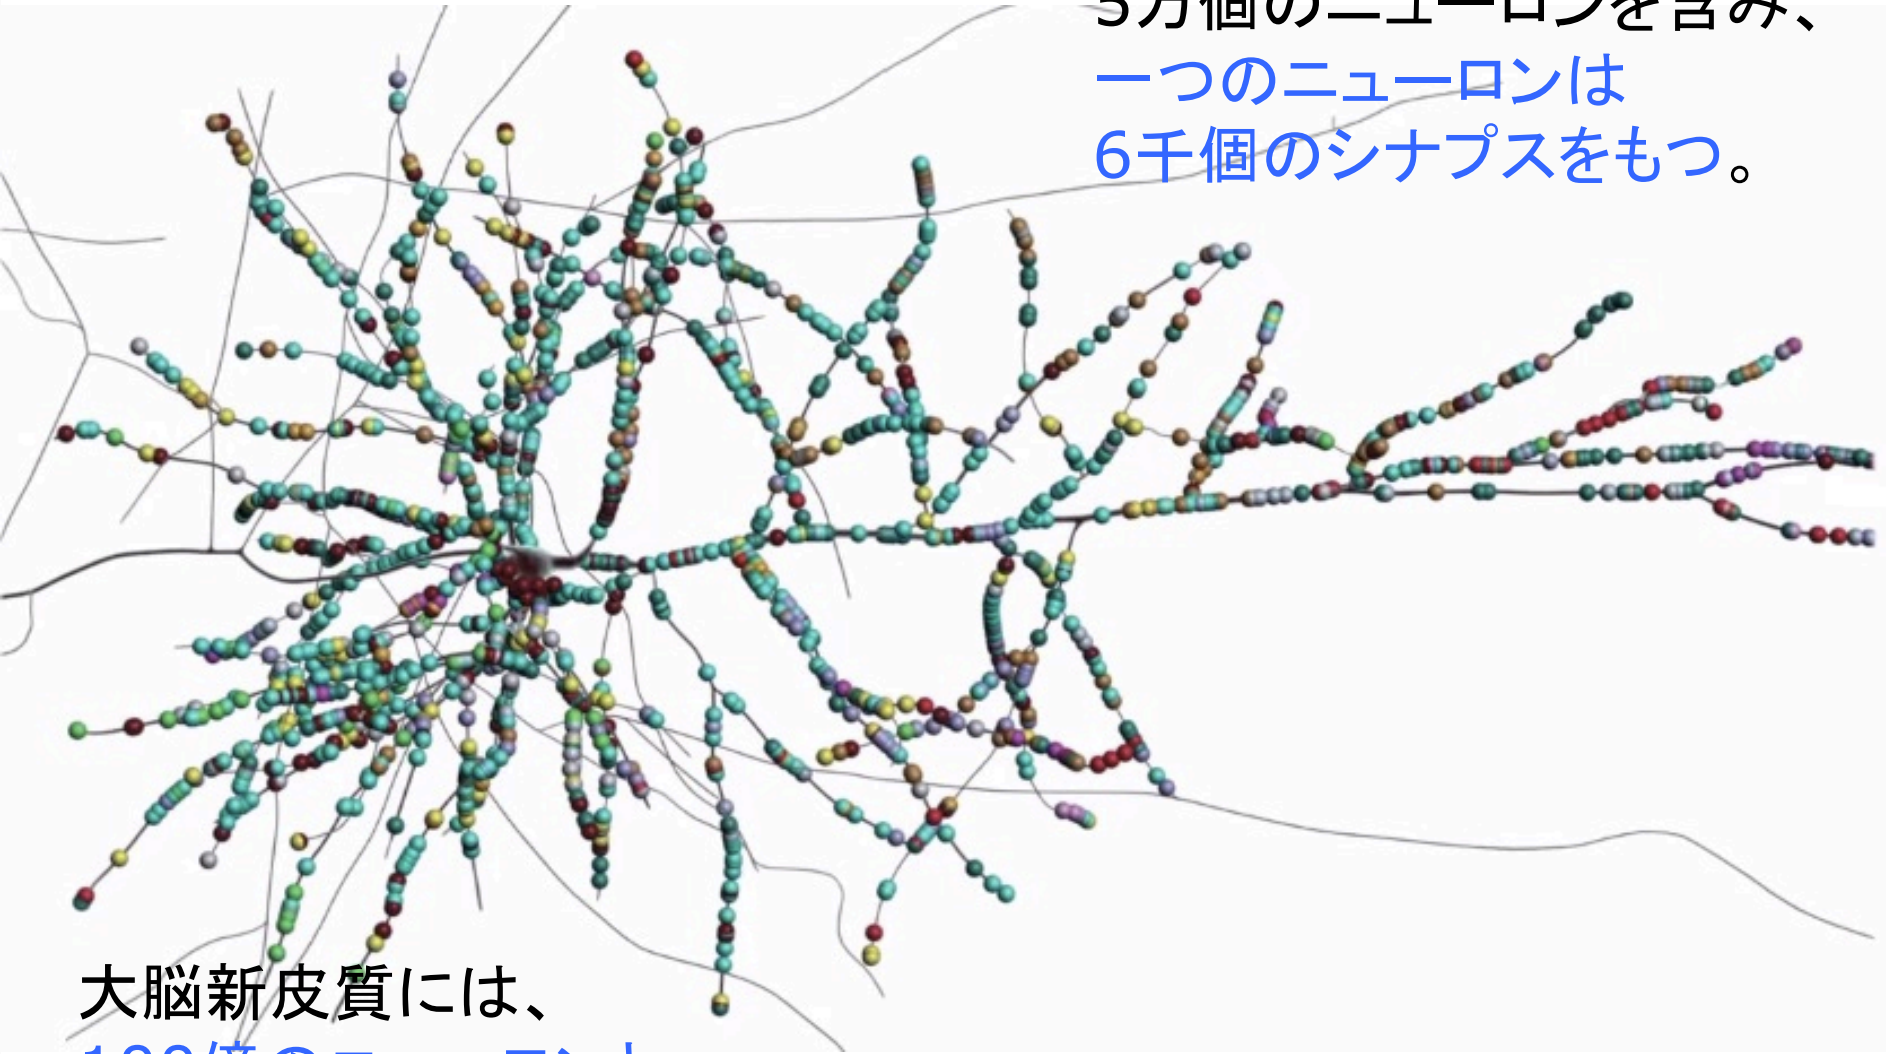 5万個のニューロンを含み、
一つのニューロンは
6千個のシナプスをもつ。
大脳新皮質には、